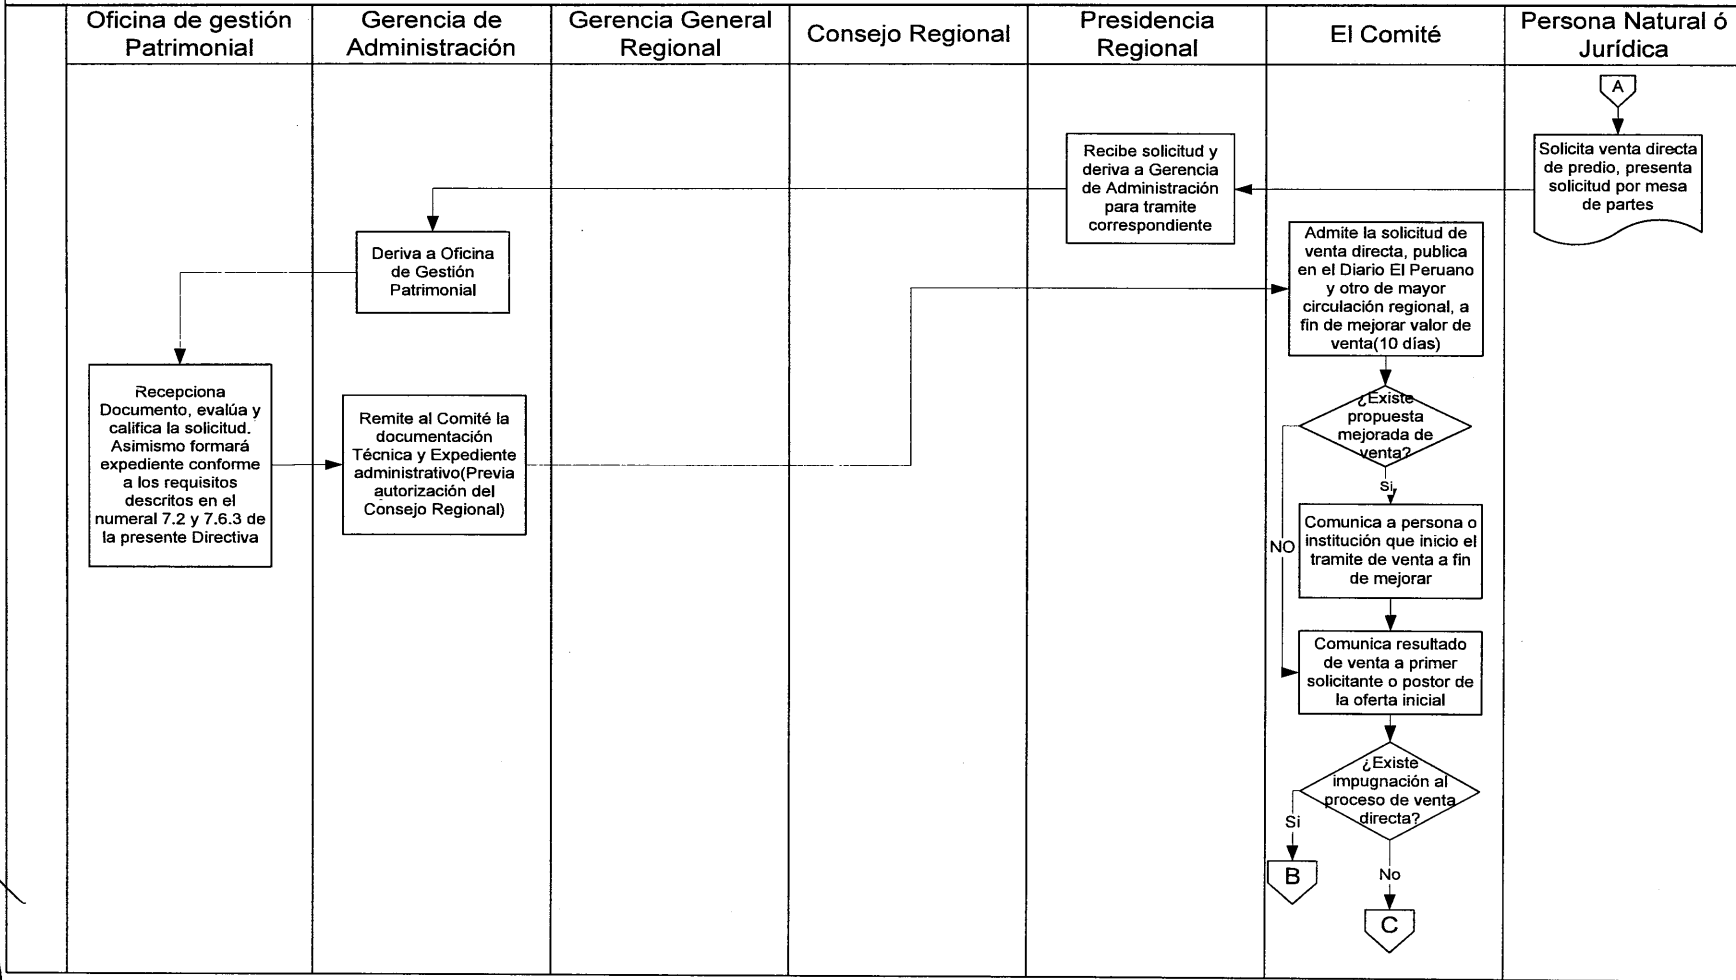 Oficina de gestión
Patrimonial
Gerencia de
Administración
Gerencia General
Regional
Consejo Regional
Presidencia
Regional
El Comité
Persona Natural ó
Jurídica
A
Solicita venta directa
de predio, presenta
solicitud por mesa
de partes
Recibe solicitud y
deriva a Gerencia
de Administración
para tramite
correspondiente
Deriva a Oficina
de Gestión
Patrimonial
Recepciona
Documento, evalúa y
califica la solicitud.
Asimismo formará
expediente conforme
a los requisitos
descritos en el
numeral 7.2 y 7.6.3 de
la presente Directiva
Remite al Comité la
documentación
Técnica y Expediente
administrativo(Previa
autorización del
Consejo Regional)
Admite la solicitud de
venta directa, publica
en el Diario El Peruano
y otro de mayor
circulación regional, a
fin de mejorar valor de
venta(10 días)
¿Existe
propuesta
mejorada de
venta?
Si,
NO
Comunica a persona o
institución que inicio el
tramite de venta a fin
de mejorar
Comunica resultado
de venta a primer
solicitante o postor de
la oferta inicial
¿Existe
impugnación al
proceso de venta
directa?
Si
B
No
C